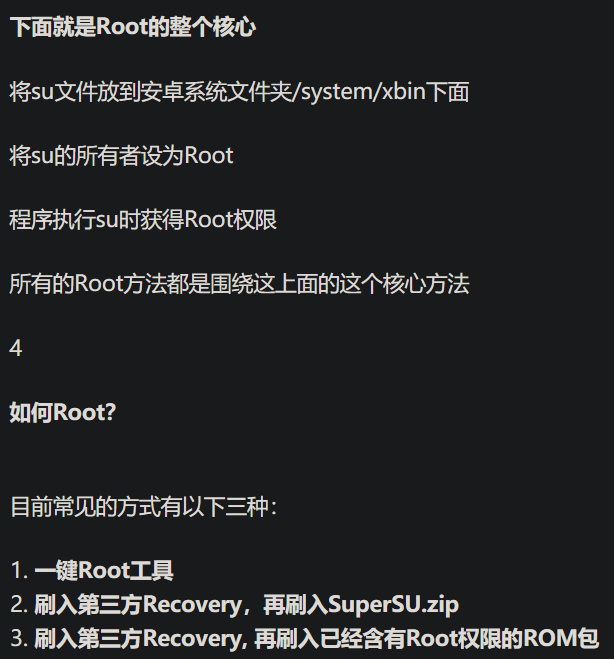 下面就是Root的整个核心
将su文件放到安卓系统文件夹/system/xbin下面
将su的所有者设为Root
程序执行su时获得Root权限
所有的Root方法都是围绕这上面的这个核心方法
4
如何Root?
目前常见的方式有以下三种：
1. 一键Root工具
2. 刷入第三方Recovery，再刷入SuperSU.zip
3. 刷入第三方Recovery, 再刷入已经含有Root权限的ROM包